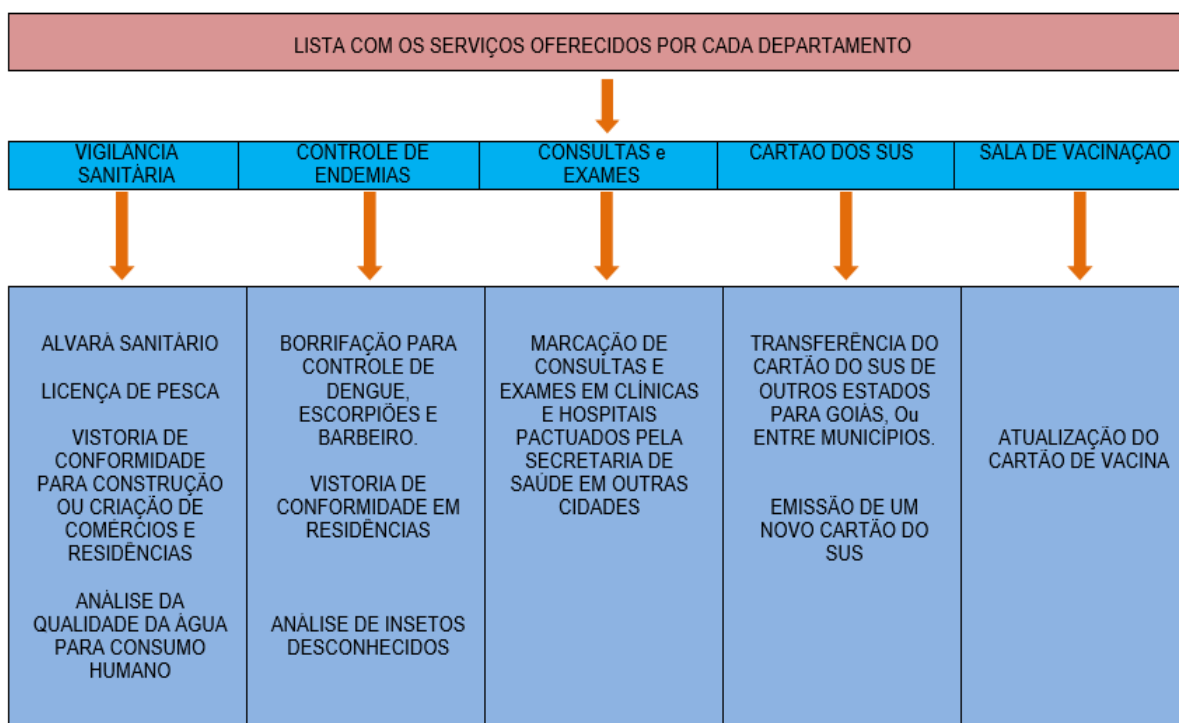 LISTA COM OS SERVIÇOS OFERECIDOS POR CADA DEPARTAMENTO
VIGILÂNCIA
SANITÁRIA
CONTROLE DE
ENDEMIAS
CONSULTAS e
EXAMES
CARTÃO DOS SUS
SALA DE VACINAÇÃO
ALVARÁ SANITÁRIO
LICENÇA DE PESCA
VISTORIA DE
CONFORMIDADE
PARA CONSTRUÇÃO
OU CRIAÇÃO DE
COMÉRCIOS E
RESIDÊNCIAS
ANÁLISE DA
QUALIDADE DA ÁGUA
PARA CONSUMO
HUMANO
BORRIFAÇÃO PARA
CONTROLE DE
DENGUE,
ESCORPIÕES E
BARBEIRO.
VISTORIA DE
CONFORMIDADE EM
RESIDÊNCIAS
ANÁLISE DE INSETOS
DESCONHECIDOS
MARCAÇÃO DE
CONSULTAS E
EXAMES EM CLÍNICAS
E HOSPITAIS
PACTUADOS PELA
SECRETARIA DE
SAÚDE EM OUTRAS
CIDADES
TRANSFERÊNCIA DO
CARTÃO DO SUS DE
OUTROS ESTADOS
PARA GOIÁS, Ou
ENTRE MUNICÍPIOS.
EMISSÃO DE UM
NOVO CARTÃO DO
SUS
ATUALIZAÇÃO DO
CARTÃO DE VACINA